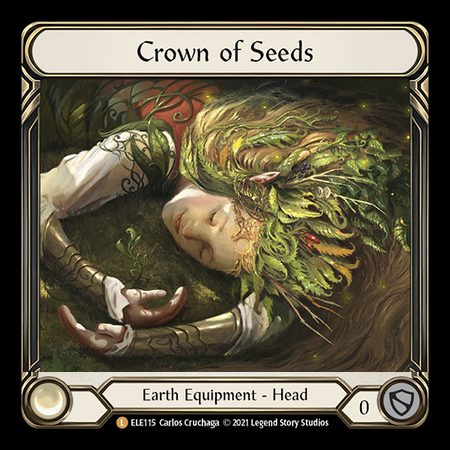 Crown of Seeds
Earth Equipment - Head
0
L ELE115 Carlos Cruchaga © 2021 Legend Story Studios